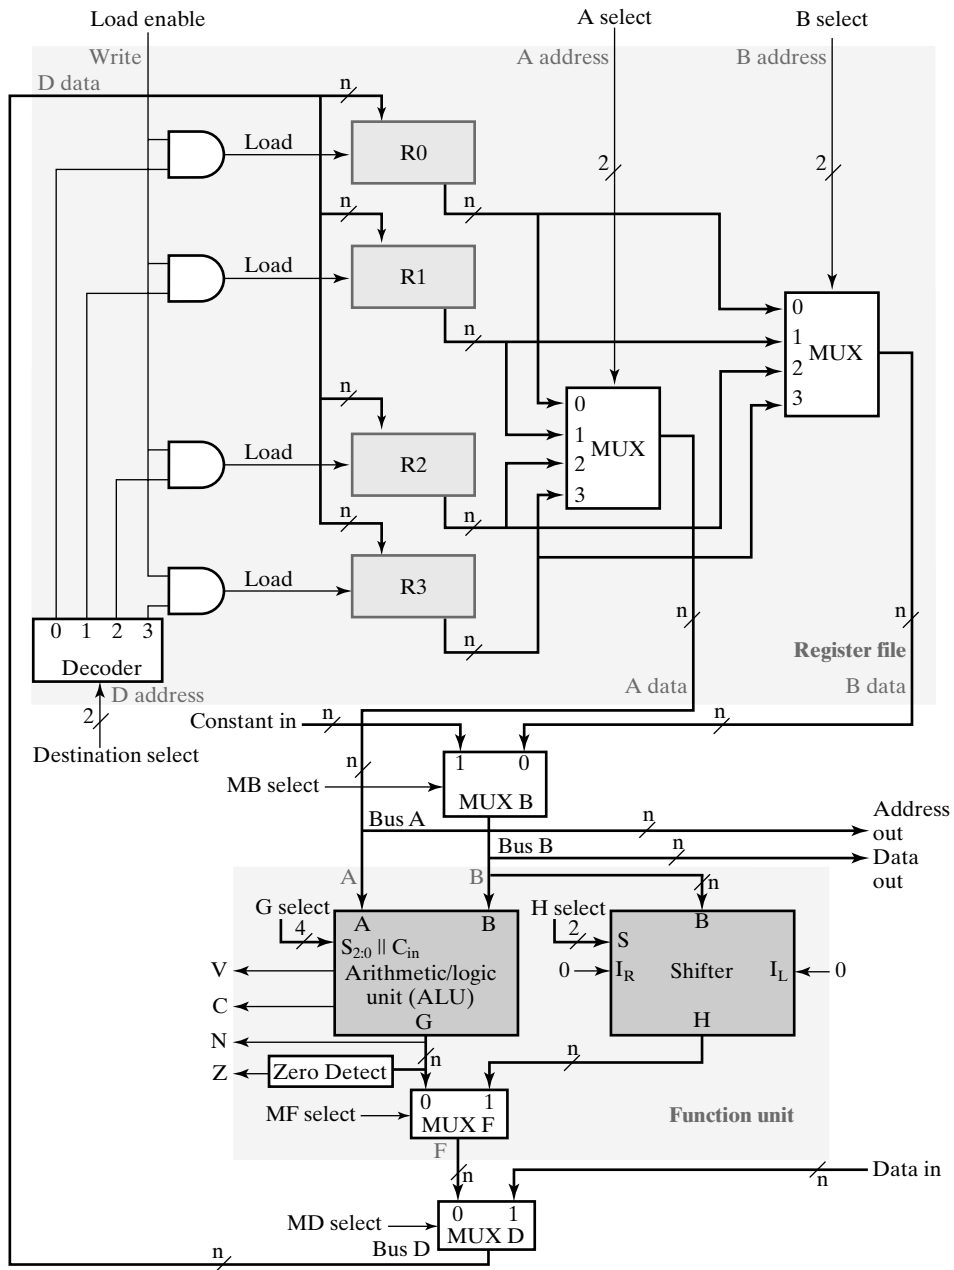 Load enable
A select
B select
Write
A address
B address
D data
n
Load
R0
2
2
n
n
Load
R1
0
n
1
MUX
2
n
3
0
1
Load
R2
MUX
2
3
n
n
Load
R3
n
n
0 1 2 3
n
Register file
Decoder
D address
A data
B data
2
Constant in
n
n
Destination select
n
1 0
MB select
MUX B
Bus A
n
Address
out
Bus B
n
Data
out
A
B
n
G select
H select
A
B
B
4
2
S2:0 || Cin
S
V
Arithmetic/logic
unit (ALU)
0
IR
Shifter
IL
0
C
G
H
N
n
n
Z
Zero Detect
0 1
MF select
MUX F
Function unit
F
n
n
Data in
0 1
MD select
MUX D
Bus D
n